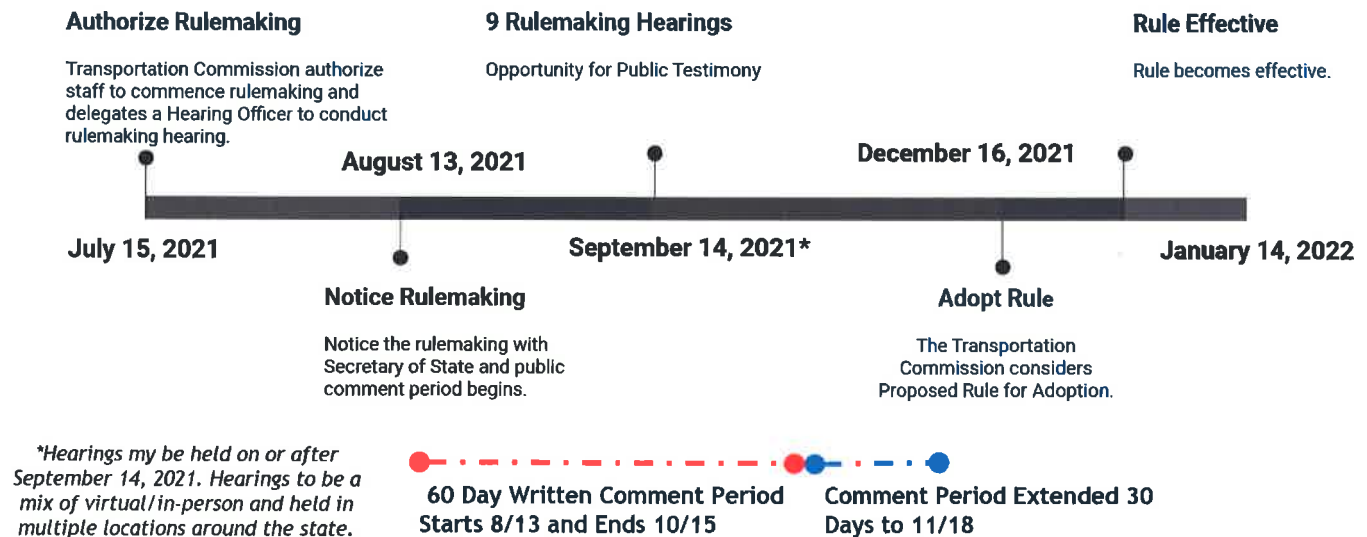 Authorize Rulemaking
Transportation Commission authorize
staff to commence rulemaking and
delegates a Hearing Officer to conduct
rulemaking hearing.
9 Rulemaking Hearings
Opportunity for Public Testimony
Rule Effective
Rule becomes effective.
August 13, 2021
December 16, 2021
July 15, 2021
September 14, 2021*
January 14, 2022
Notice Rulemaking
Notice the rulemaking with
Secretary of State and public
comment period begins.
Adopt Rule
The Transportation
Commission considers
Proposed Rule for Adoption.
*Hearings my be held on or after
September 14, 2021. Hearings to be a
mix of virtual/in-person and held in
multiple locations around the state.
60 Day Written Comment Period
Starts 8/13 and Ends 10/15
Comment Period Extended 30
Days to 11/18